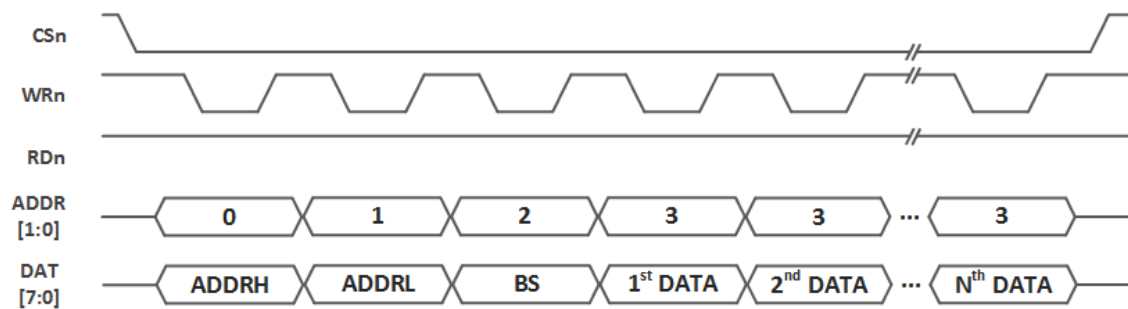 CSn
WRn
RDn
ADDR [1:0] 0 1 2 3 3 ... 3
DAT [7:0] ADDRH ADDRL BS 1st DATA 2nd DATA ... Nth DATA